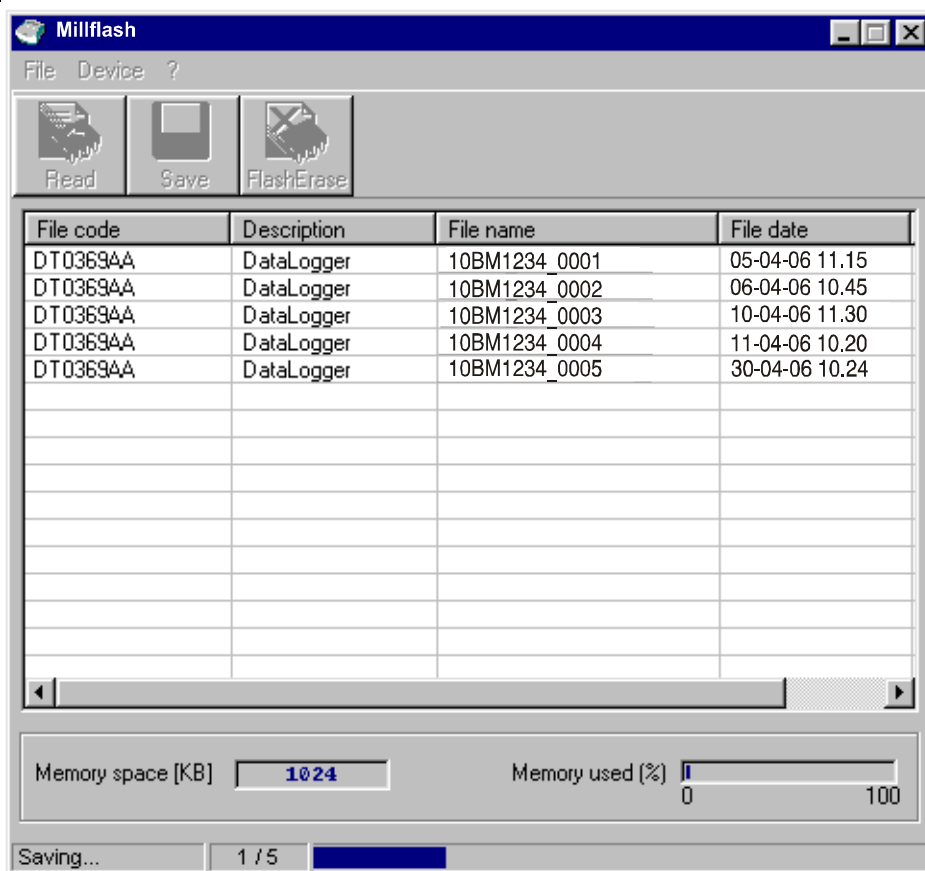 Millflash
File Device ?
Read Save FlashErase
File code Description File name File date
DT0369AA DataLogger 10BM1234_0001 05-04-06 11.15
DT0369AA DataLogger 10BM1234_0002 06-04-06 10.45
DT0369AA DataLogger 10BM1234_0003 10-04-06 11.30
DT0369AA DataLogger 10BM1234_0004 11-04-06 10.20
DT0369AA DataLogger 10BM1234_0005 30-04-06 10.24
Memory space [KB] 1024 Memory used (%)
0 100
Saving... 1 / 5